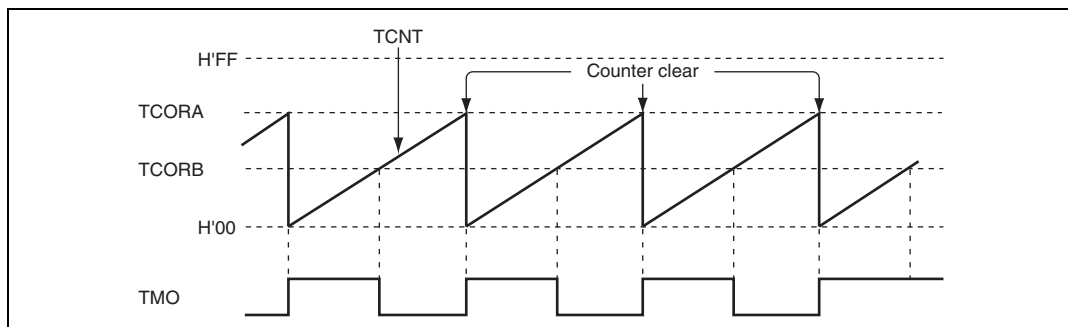 TCNT
H'FF
Counter clear
TCORA
TCORB
H'00
TMO